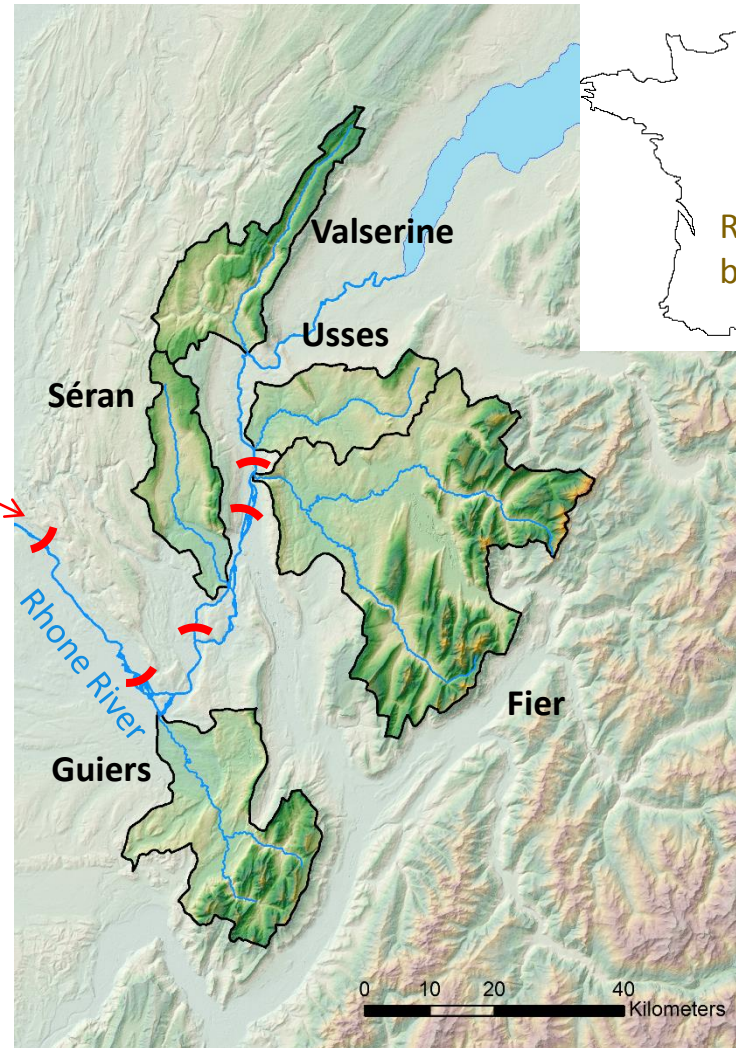 Valserine
R
b
Usses
Séran
Rhone River
Fier
Guiers
0 10 20 40
Kilometers